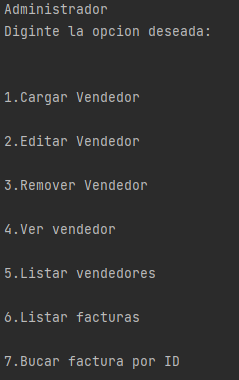 Administrador
Diginte la opcion deseada:
1.Cargar Vendedor
2.Editar Vendedor
3.Remover Vendedor
4.Ver vendedor
5.Listar vendedores
6.Listar facturas
7.Bucar factura por ID